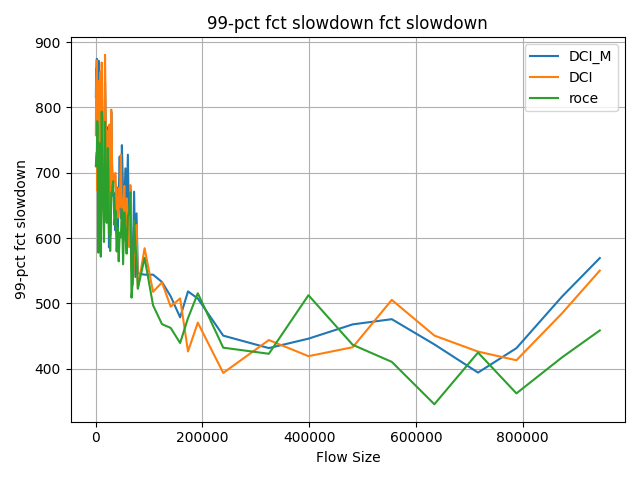 99-pct fct slowdown fct slowdown
DCI_M
DCI
roce
99-pct fct slowdown
900
800
700
600
500
400
0
200000
400000
600000
800000
Flow Size